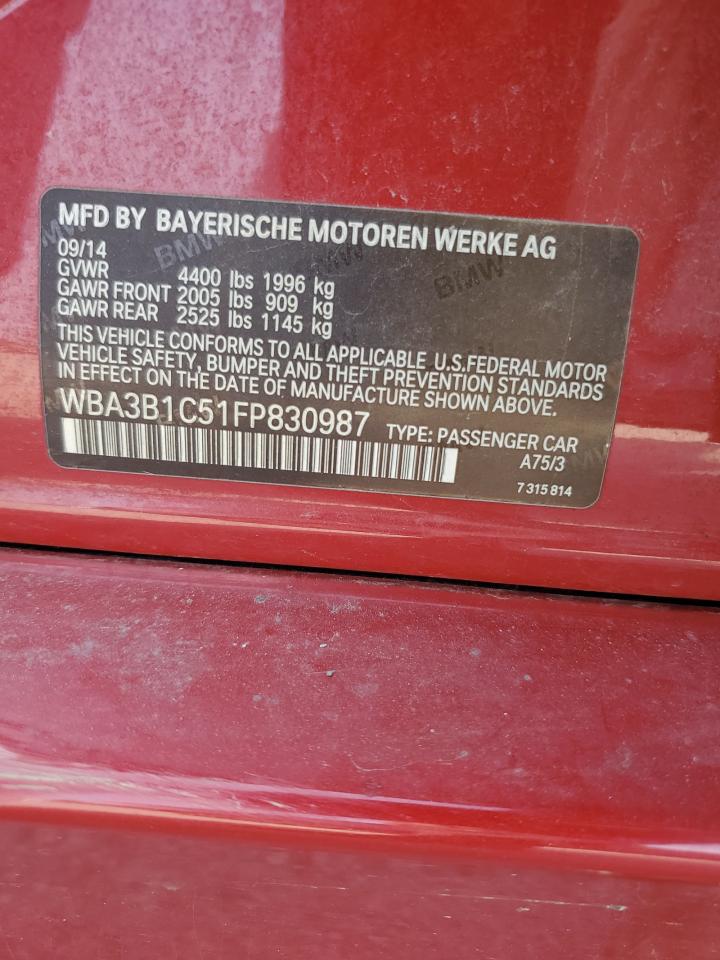 MFD BY BAYERISCHE MOTOREN WERKE AG
09/14
GVWR 4400 lbs 1996 kg
GAWR FRONT 2005 lbs 909 kg
GAWR REAR 2525 lbs 1145 kg
THIS VEHICLE CONFORMS TO ALL APPLICABLE U.S.FEDERAL MOTOR
VEHICLE SAFETY, BUMPER AND THEFT PREVENTION STANDARDS
IN EFFECT ON THE DATE OF MANUFACTURE SHOWN ABOVE.
WBA3B1C51FP830987 TYPE: PASSENGER CAR
A75/3
7 315 814
BMW
BMW
BMW